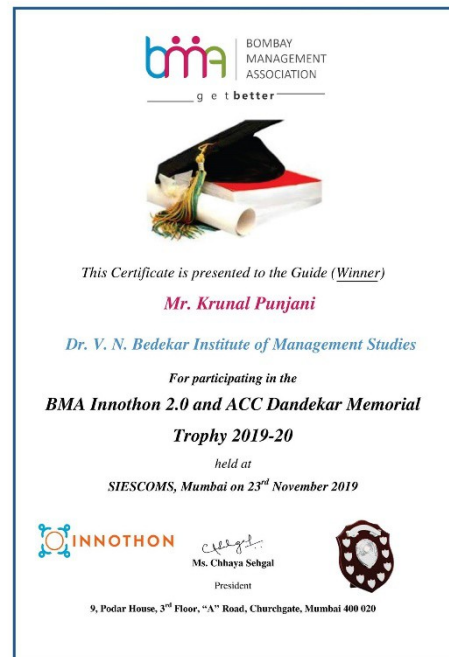 bma
BOMBAY
MANAGEMENT
ASSOCIATION
get better
This Certificate is presented to the Guide (Winner)
Mr. Krunal Punjani
Dr. V. N. Bedekar Institute of Management Studies
For participating in the
BMA Innothon 2.0 and ACC Dandekar Memorial
Trophy 2019-20
held at
SIESCOMS, Mumbai on 23rd November 2019
INNOTHON
Ms. Chhaya Sehgal
President
9, Podar House, 3rd Floor, “A” Road, Churchgate, Mumbai 400 020